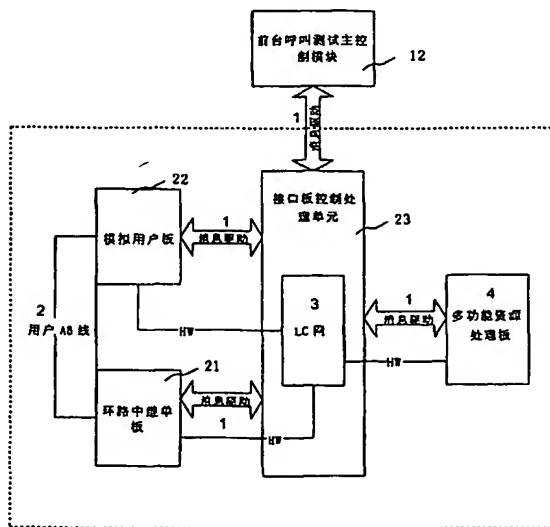 前台呼叫测试主控
制模块
12
1
消息驱动
22
模拟用户板
1
消息驱动
接口板控制处
理单元
23
3
LC网
1
消息驱动
4
多功能资源
处理板
HW
HW
2
用户AB线
21
环路中继单板
消息驱动
1
HW